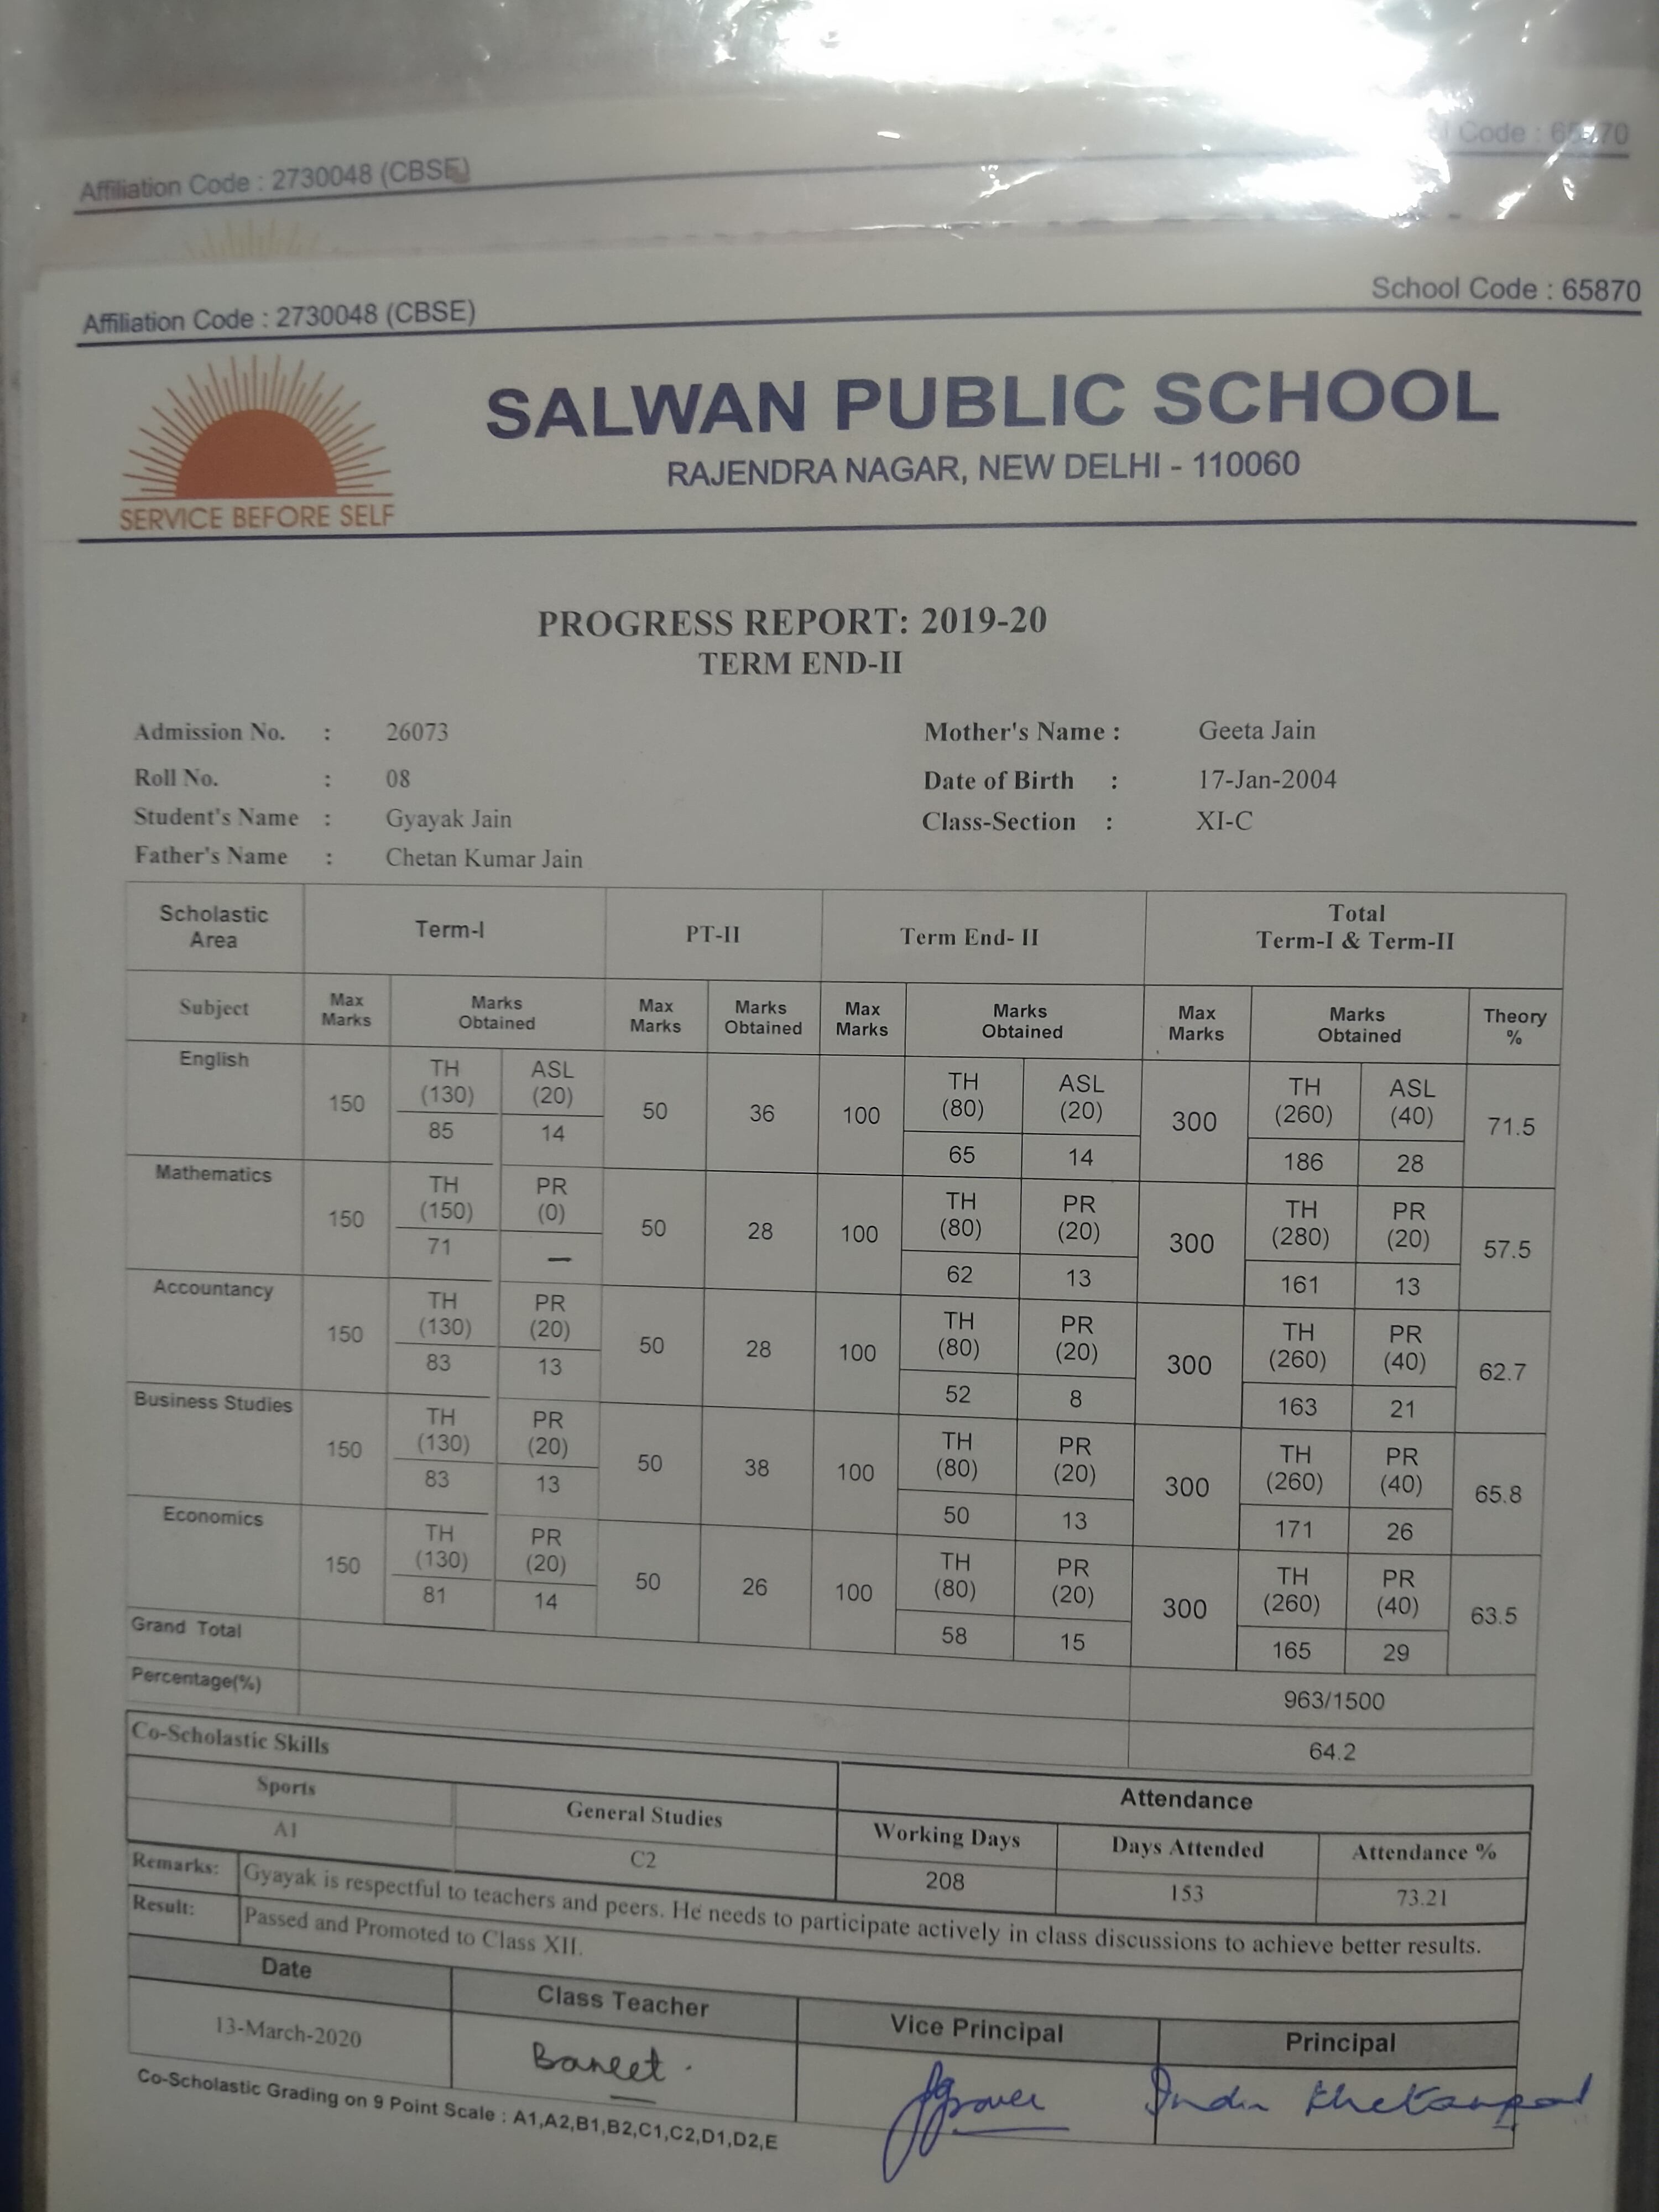 Code : 65870
Affiliation Code : 2730048 (CBSE)
School Code : 65870
Affiliation Code : 2730048 (CBSE)
SALWAN PUBLIC SCHOOL
RAJENDRA NAGAR, NEW DELHI - 110060
SERVICE BEFORE SELF
PROGRESS REPORT: 2019-20
TERM END-II
Admission No. : 26073 Mother's Name : Geeta Jain
Roll No. : 08 Date of Birth : 17-Jan-2004
Student's Name : Gyayak Jain Class-Section : XI-C
Father's Name : Chetan Kumar Jain
Scholastic Area Term-I PT-II Term End- II Total Term-I & Term-II
Subject Max Marks Marks Obtained Max Marks Marks Obtained Max Marks Marks Obtained Max Marks Marks Obtained Theory %
English 150 TH (130) ASL (20) 50 36 100 TH (80) ASL (20) 300 TH (260) ASL (40) 71.5
85 14 65 14 186 28
Mathematics 150 TH (150) PR (0) 50 28 100 TH (80) PR (20) 300 TH (280) PR (20) 57.5
71 — 62 13 161 13
Accountancy 150 TH (130) PR (20) 50 28 100 TH (80) PR (20) 300 TH (260) PR (40) 62.7
83 13 52 8 163 21
Business Studies 150 TH (130) PR (20) 50 38 100 TH (80) PR (20) 300 TH (260) PR (40) 65.8
83 13 50 13 171 26
Economics 150 TH (130) PR (20) 50 26 100 TH (80) PR (20) 300 TH (260) PR (40) 63.5
81 14 58 15 165 29
Grand Total 963/1500
Percentage(%) 64.2
Co-Scholastic Skills Attendance
Sports General Studies Working Days Days Attended Attendance %
A1 C2 208 153 73.21
Remarks: Gyayak is respectful to teachers and peers. He needs to participate actively in class discussions to achieve better results.
Result: Passed and Promoted to Class XII.
Date Class Teacher Vice Principal Principal
13-March-2020 Baneet. Jgrover Indu Khetarpal
Co-Scholastic Grading on 9 Point Scale : A1,A2,B1,B2,C1,C2,D1,D2,E